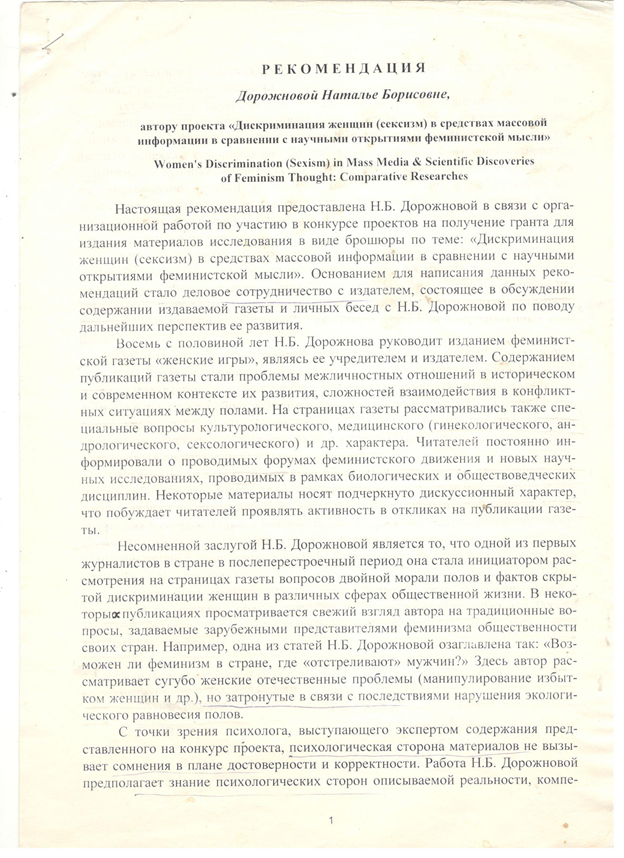 РЕКОМЕНДАЦИЯ
Дорожновой Наталье Борисовне,
автору проекта «Дискриминация женщин (сексизм) в средствах массовой
информации в сравнении с научными открытиями феминистской мысли»
Women's Discrimination (Sexism) in Mass Media & Scientific Discoveries
of Feminism Thought: Comparative Researches
Настоящая рекомендация предоставлена Н.Б. Дорожновой в связи с орга-
низационной работой по участию в конкурсе проектов на получение гранта для
издания материалов исследования в виде брошюры по теме: «Дискриминация
женщин (сексизм) в средствах массовой информации в сравнении с научными
открытиями феминистской мысли». Основанием для написания данных реко-
мендаций стало деловое сотрудничество с издателем, состоящее в обсуждении
содержании издаваемой газеты и личных бесед с Н.Б. Дорожновой по поводу
дальнейших перспектив ее развития.
Восемь с половиной лет Н.Б. Дорожнова руководит изданием феминист-
ской газеты «женские игры», являясь ее учредителем и издателем. Содержанием
публикаций газеты стали проблемы межличностных отношений в историческом
и современном контексте их развития, сложностей взаимодействия в конфликт-
ных ситуациях между полами. На страницах газеты рассматривались также спе-
циальные вопросы культурологического, медицинского (гинекологического, ан-
дрологического, сексологического) и др. характера. Читателей постоянно ин-
формировали о проводимых форумах феминистского движения и новых науч-
ных исследованиях, проводимых в рамках биологических и обществоведческих
дисциплин. Некоторые материалы носят подчеркнуто дискуссионный характер,
что побуждает читателей проявлять активность в откликах на публикации газе-
ты.
Несомненной заслугой Н.Б. Дорожновой является то, что одной из первых
журналистов в стране в послеперестроечный период она стала инициатором рас-
смотрения на страницах газеты вопросов двойной морали полов и фактов скры-
той дискриминации женщин в различных сферах общественной жизни. В неко-
торых публикациях просматривается свежий взгляд автора на традиционные во-
просы, задаваемые зарубежными представителями феминизма общественности
своих стран. Например, одна из статей Н.Б. Дорожновой озаглавлена так: «Воз-
можен ли феминизм в стране, где «отстреливают» мужчин?» Здесь автор рас-
сматривает сугубо женские отечественные проблемы (манипулирование избыт-
ком женщин и др.), но затронутые в связи с последствиями нарушения экологи-
ческого равновесия полов.
С точки зрения психолога, выступающего экспертом содержания пред-
ставленного на конкурс проекта, психологическая сторона материалов не вызы-
вает сомнения в плане достоверности и корректности. Работа Н.Б. Дорожновой
предполагает знание психологических сторон описываемой реальности, компе-
1